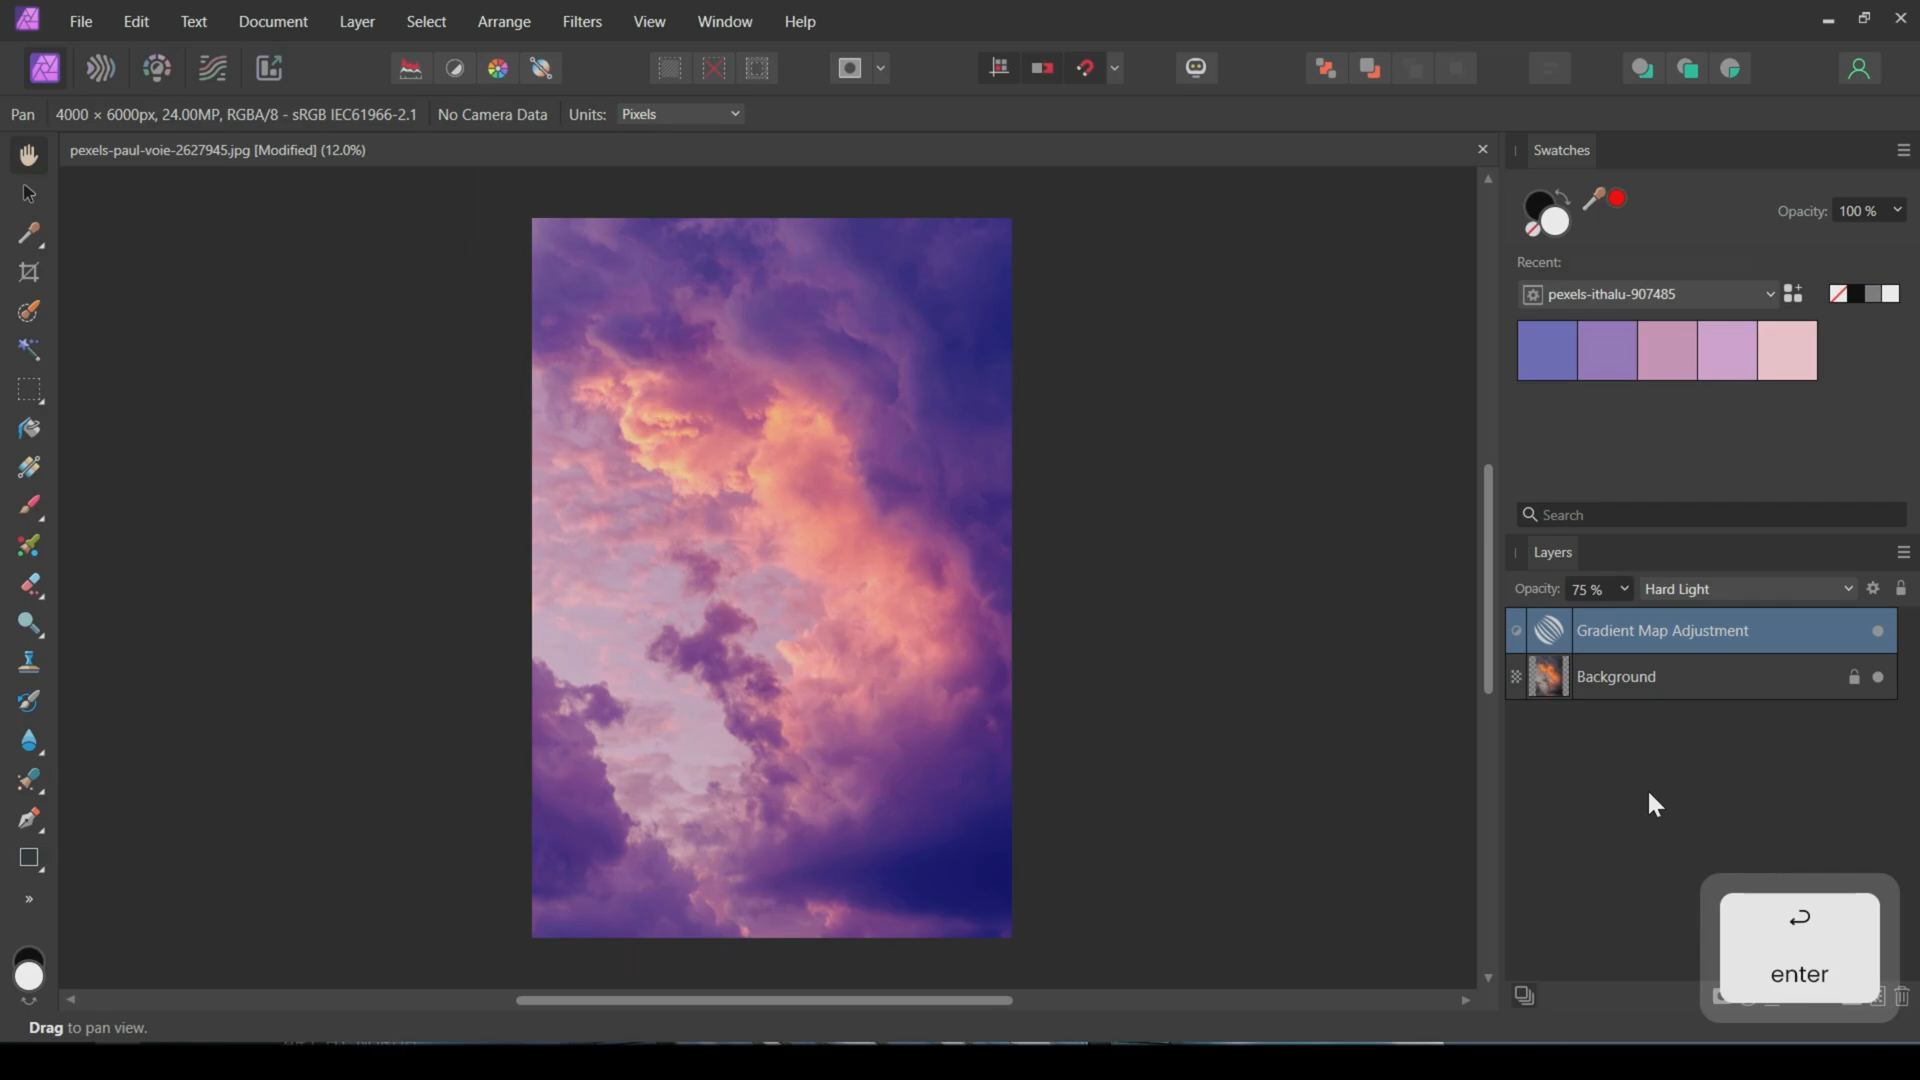 File Edit Text Document Layer Select Arrange Filters View Window Help
Pan 4000 × 6000px, 24.00MP, RGBA/8 - sRGB IEC61966-2.1 No Camera Data Units: Pixels
pexels-paul-voie-2627945.jpg [Modified] (12.0%)
Swatches
Opacity: 100 %
Recent:
pexels-ithalu-907485
Search
Layers
Opacity: 75 % Hard Light
Gradient Map Adjustment
Background
enter
Drag to pan view.